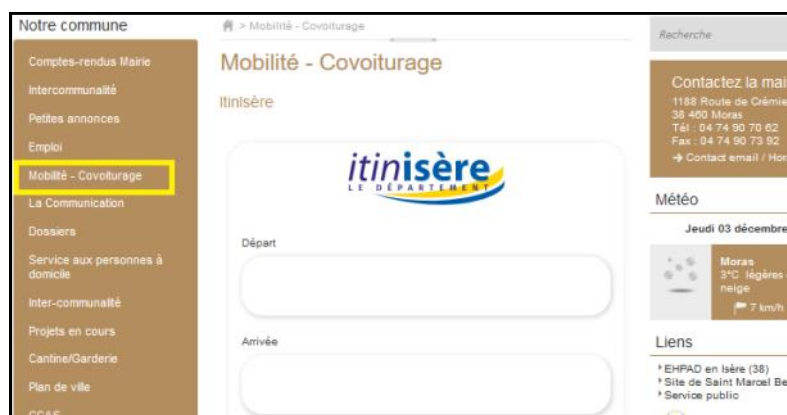 Notre commune
Comptes-rendus Mairie
Intercommunalité
Petites annonces
Emploi
Mobilité - Covoiturage
La Communication
Dossiers
Service aux personnes à
domicile
Inter-communalité
Projets en cours
Cantine/Garderie
Plan de ville
CCAS
> Mobilité - Covoiturage
Mobilité - Covoiturage
ItinIsère
itinisère
LE DÉPARTEMENT
Départ
Arrivée
Recherche
Contactez la mai
1188 Route de Crémie
38 460 Moras
Tél : 04 74 90 70 62
Fax : 04 74 90 73 92
→ Contact email / Hor
Météo
Jeudi 03 décembre
Moras
3°C légères
neige
7 km/h
Liens
EHPAD en Isère (38)
Site de Saint Marcel Be
Service public